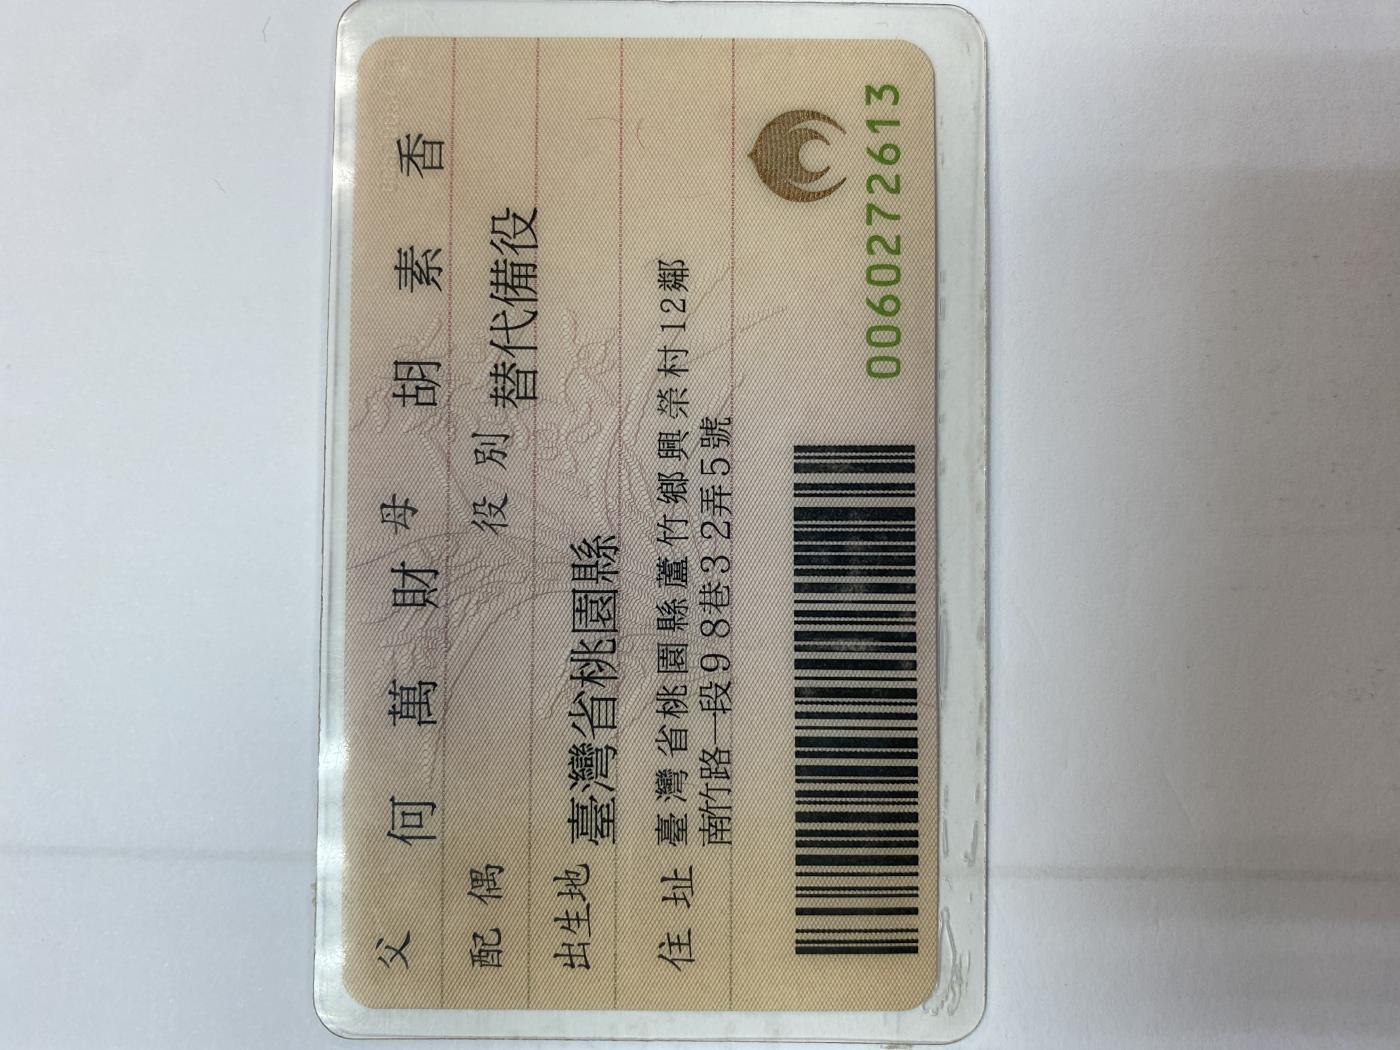 父 何萬財 母 胡素香
配偶 役別 替代備役
出生地 臺灣省桃園縣
住址 臺灣省桃園縣蘆竹鄉興榮村12鄰
南竹路一段98巷32弄5號
0060272613